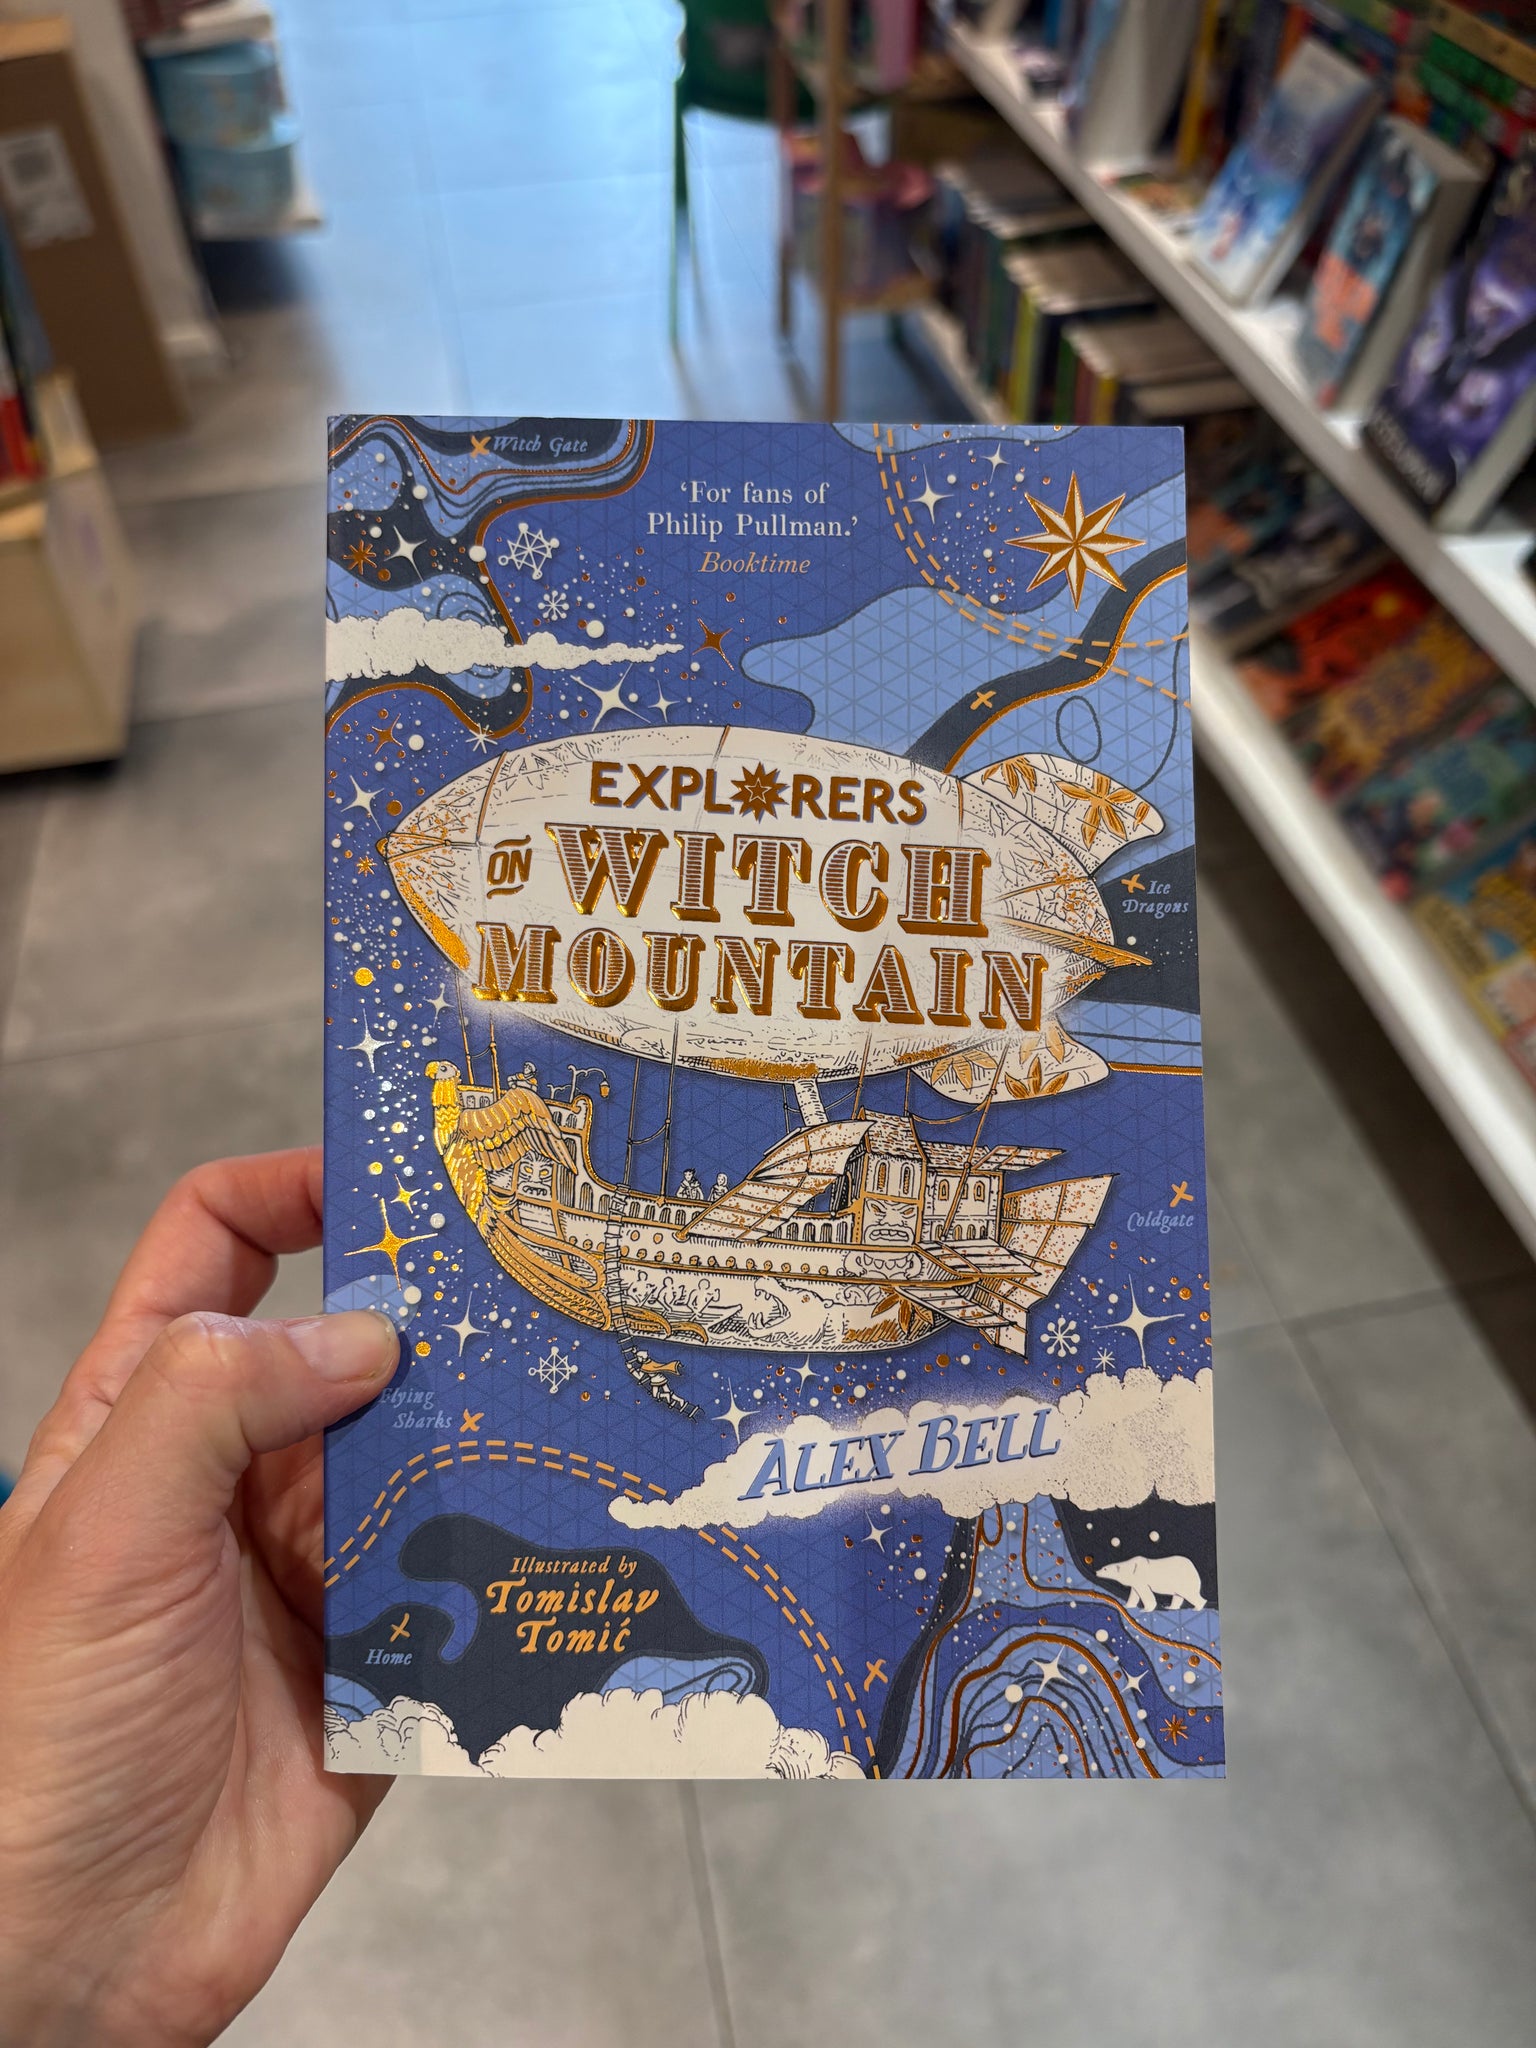 Witch Gate
‘For fans of
Philip Pullman.’
Booktime
EXPLORERS
ON WITCH
MOUNTAIN
Ice
Dragons
Coldgate
Flying
Sharks
ALEX BELL
Illustrated by
Tomislav
Tomić
Home